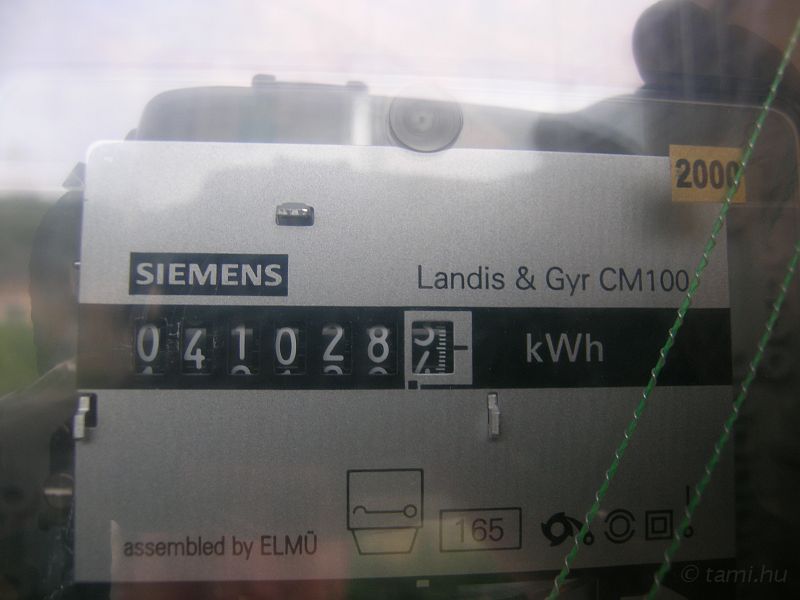 2000
SIEMENS
Landis & Gyr CM100
041028 kWh
165
assembled by ELMŰ
© tami.hu